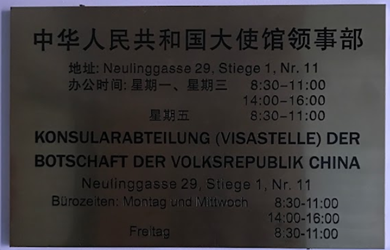 中华人民共和国大使馆领事部
地址: Neulinggasse 29, Stiege 1, Nr. 11
办公时间: 星期一、星期三 8:30-11:00
14:00-16:00
星期五 8:30-11:00
KONSULARABTEILUNG (VISASTELLE) DER
BOTSCHAFT DER VOLKSREPUBLIK CHINA
Neulinggasse 29, Stiege 1, Nr. 11
Bürozeiten: Montag und Mittwoch 8:30-11:00
14:00-16:00
Freitag 8:30-11:00